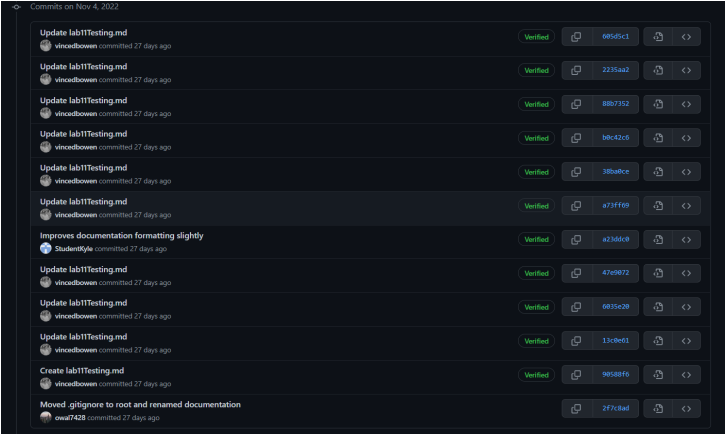 Commits on Nov 4, 2022
Update lab11Testing.md
vincedbowen committed 27 days ago
Verified
605d5c1
Update lab11Testing.md
vincedbowen committed 27 days ago
Verified
2235aa2
Update lab11Testing.md
vincedbowen committed 27 days ago
Verified
88b7352
Update lab11Testing.md
vincedbowen committed 27 days ago
Verified
b0c42c6
Update lab11Testing.md
vincedbowen committed 27 days ago
Verified
38ba0ce
Update lab11Testing.md
vincedbowen committed 27 days ago
Verified
a73ff69
Improves documentation formatting slightly
StudentKyle committed 27 days ago
Verified
a23ddc0
Update lab11Testing.md
vincedbowen committed 27 days ago
Verified
47e9072
Update lab11Testing.md
vincedbowen committed 27 days ago
Verified
6035e20
Update lab11Testing.md
vincedbowen committed 27 days ago
Verified
13c0e61
Create lab11Testing.md
vincedbowen committed 27 days ago
Verified
90588f6
Moved .gitignore to root and renamed documentation
owal7428 committed 27 days ago
2f7c8ad